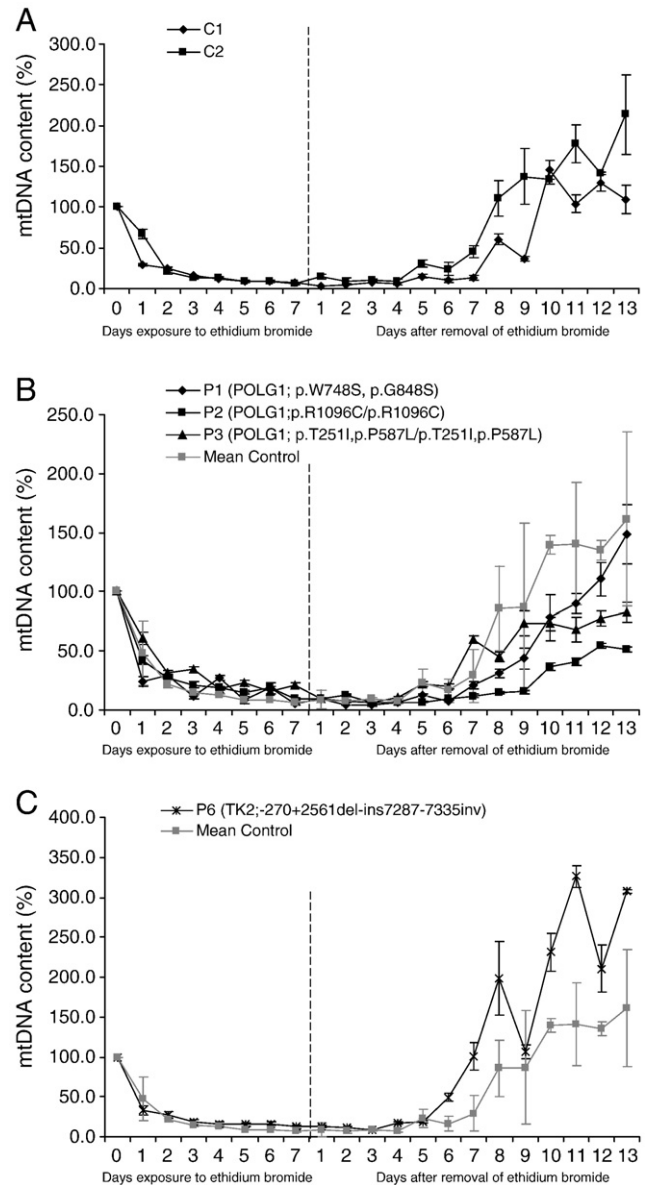 A
C1
C2
300.0
250.0
200.0
150.0
100.0
50.0
0.0
mtDNA content (%)
0 1 2 3 4 5 6 7 1 2 3 4 5 6 7 8 9 10 11 12 13
Days exposure to ethidium bromide Days after removal of ethidium bromide
B
P1 (POLG1; p.W748S, p.G848S)
P2 (POLG1;p.R1096C/p.R1096C)
P3 (POLG1; p.T251I,p.P587L/p.T251I,p.P587L)
Mean Control
250.0
200.0
150.0
100.0
50.0
0.0
mtDNA content (%)
0 1 2 3 4 5 6 7 1 2 3 4 5 6 7 8 9 10 11 12 13
Days exposure to ethidium bromide Days after removal of ethidium bromide
C
P6 (TK2;-270+2561del-ins7287-7335inv)
Mean Control
400.0
350.0
300.0
250.0
200.0
150.0
100.0
50.0
0.0
mtDNA content (%)
0 1 2 3 4 5 6 7 1 2 3 4 5 6 7 8 9 10 11 12 13
Days exposure to ethidium bromide Days after removal of ethidium bromide